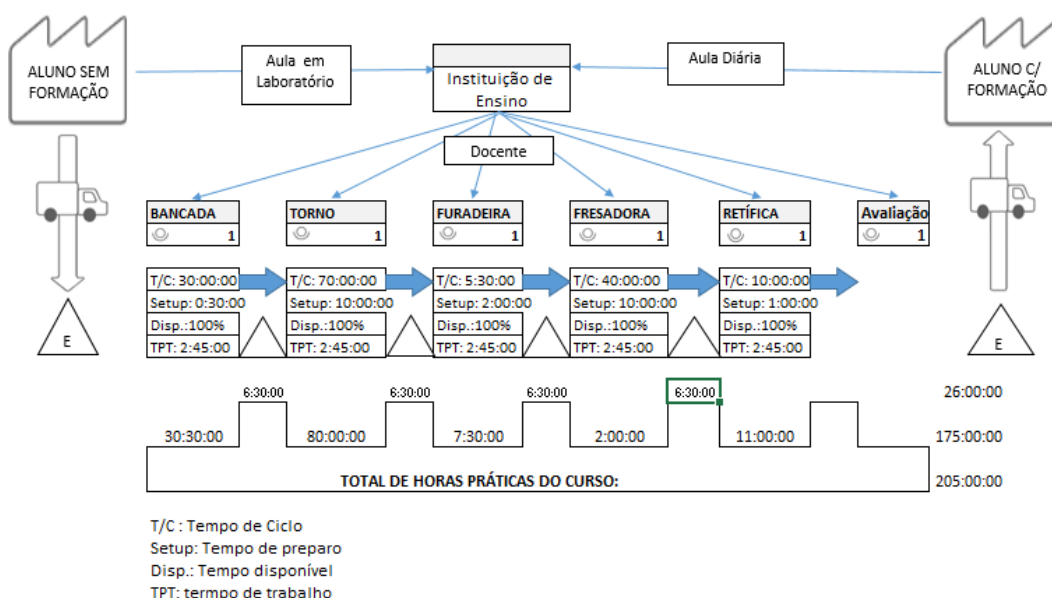 ALUNO SEM
FORMAÇÃO
Aula em
Laboratório
Instituição de
Ensino
Aula Diária
ALUNO C/
FORMAÇÃO
Docente
BANCADA
1
TORNO
1
FURADEIRA
1
FRESADORA
1
RETÍFICA
1
Avaliação
1
T/C: 30:00:00
Setup: 0:30:00
Disp.:100%
TPT: 2:45:00
T/C: 70:00:00
Setup: 10:00:00
Disp.:100%
TPT: 2:45:00
T/C: 5:30:00
Setup: 2:00:00
Disp.:100%
TPT: 2:45:00
T/C: 40:00:00
Setup: 10:00:00
Disp.:100%
TPT: 2:45:00
T/C: 10:00:00
Setup: 1:00:00
Disp.:100%
TPT: 2:45:00
E
E
6:30:00 6:30:00 6:30:00 6:30:00 26:00:00
30:30:00 80:00:00 7:30:00 2:00:00 11:00:00 175:00:00
TOTAL DE HORAS PRÁTICAS DO CURSO: 205:00:00
T/C : Tempo de Ciclo
Setup: Tempo de preparo
Disp.: Tempo disponível
TPT: termpo de trabalho